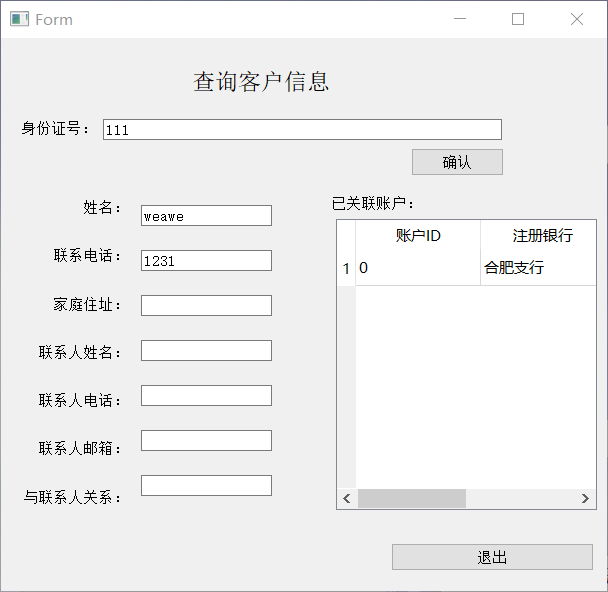 Form
查询客户信息
身份证号： 111
确认
姓名： weawe
联系电话： 1231
家庭住址：
联系人姓名：
联系人电话：
联系人邮箱：
与联系人关系：
已关联账户：
账户ID 注册银行
1 0 合肥支行
退出